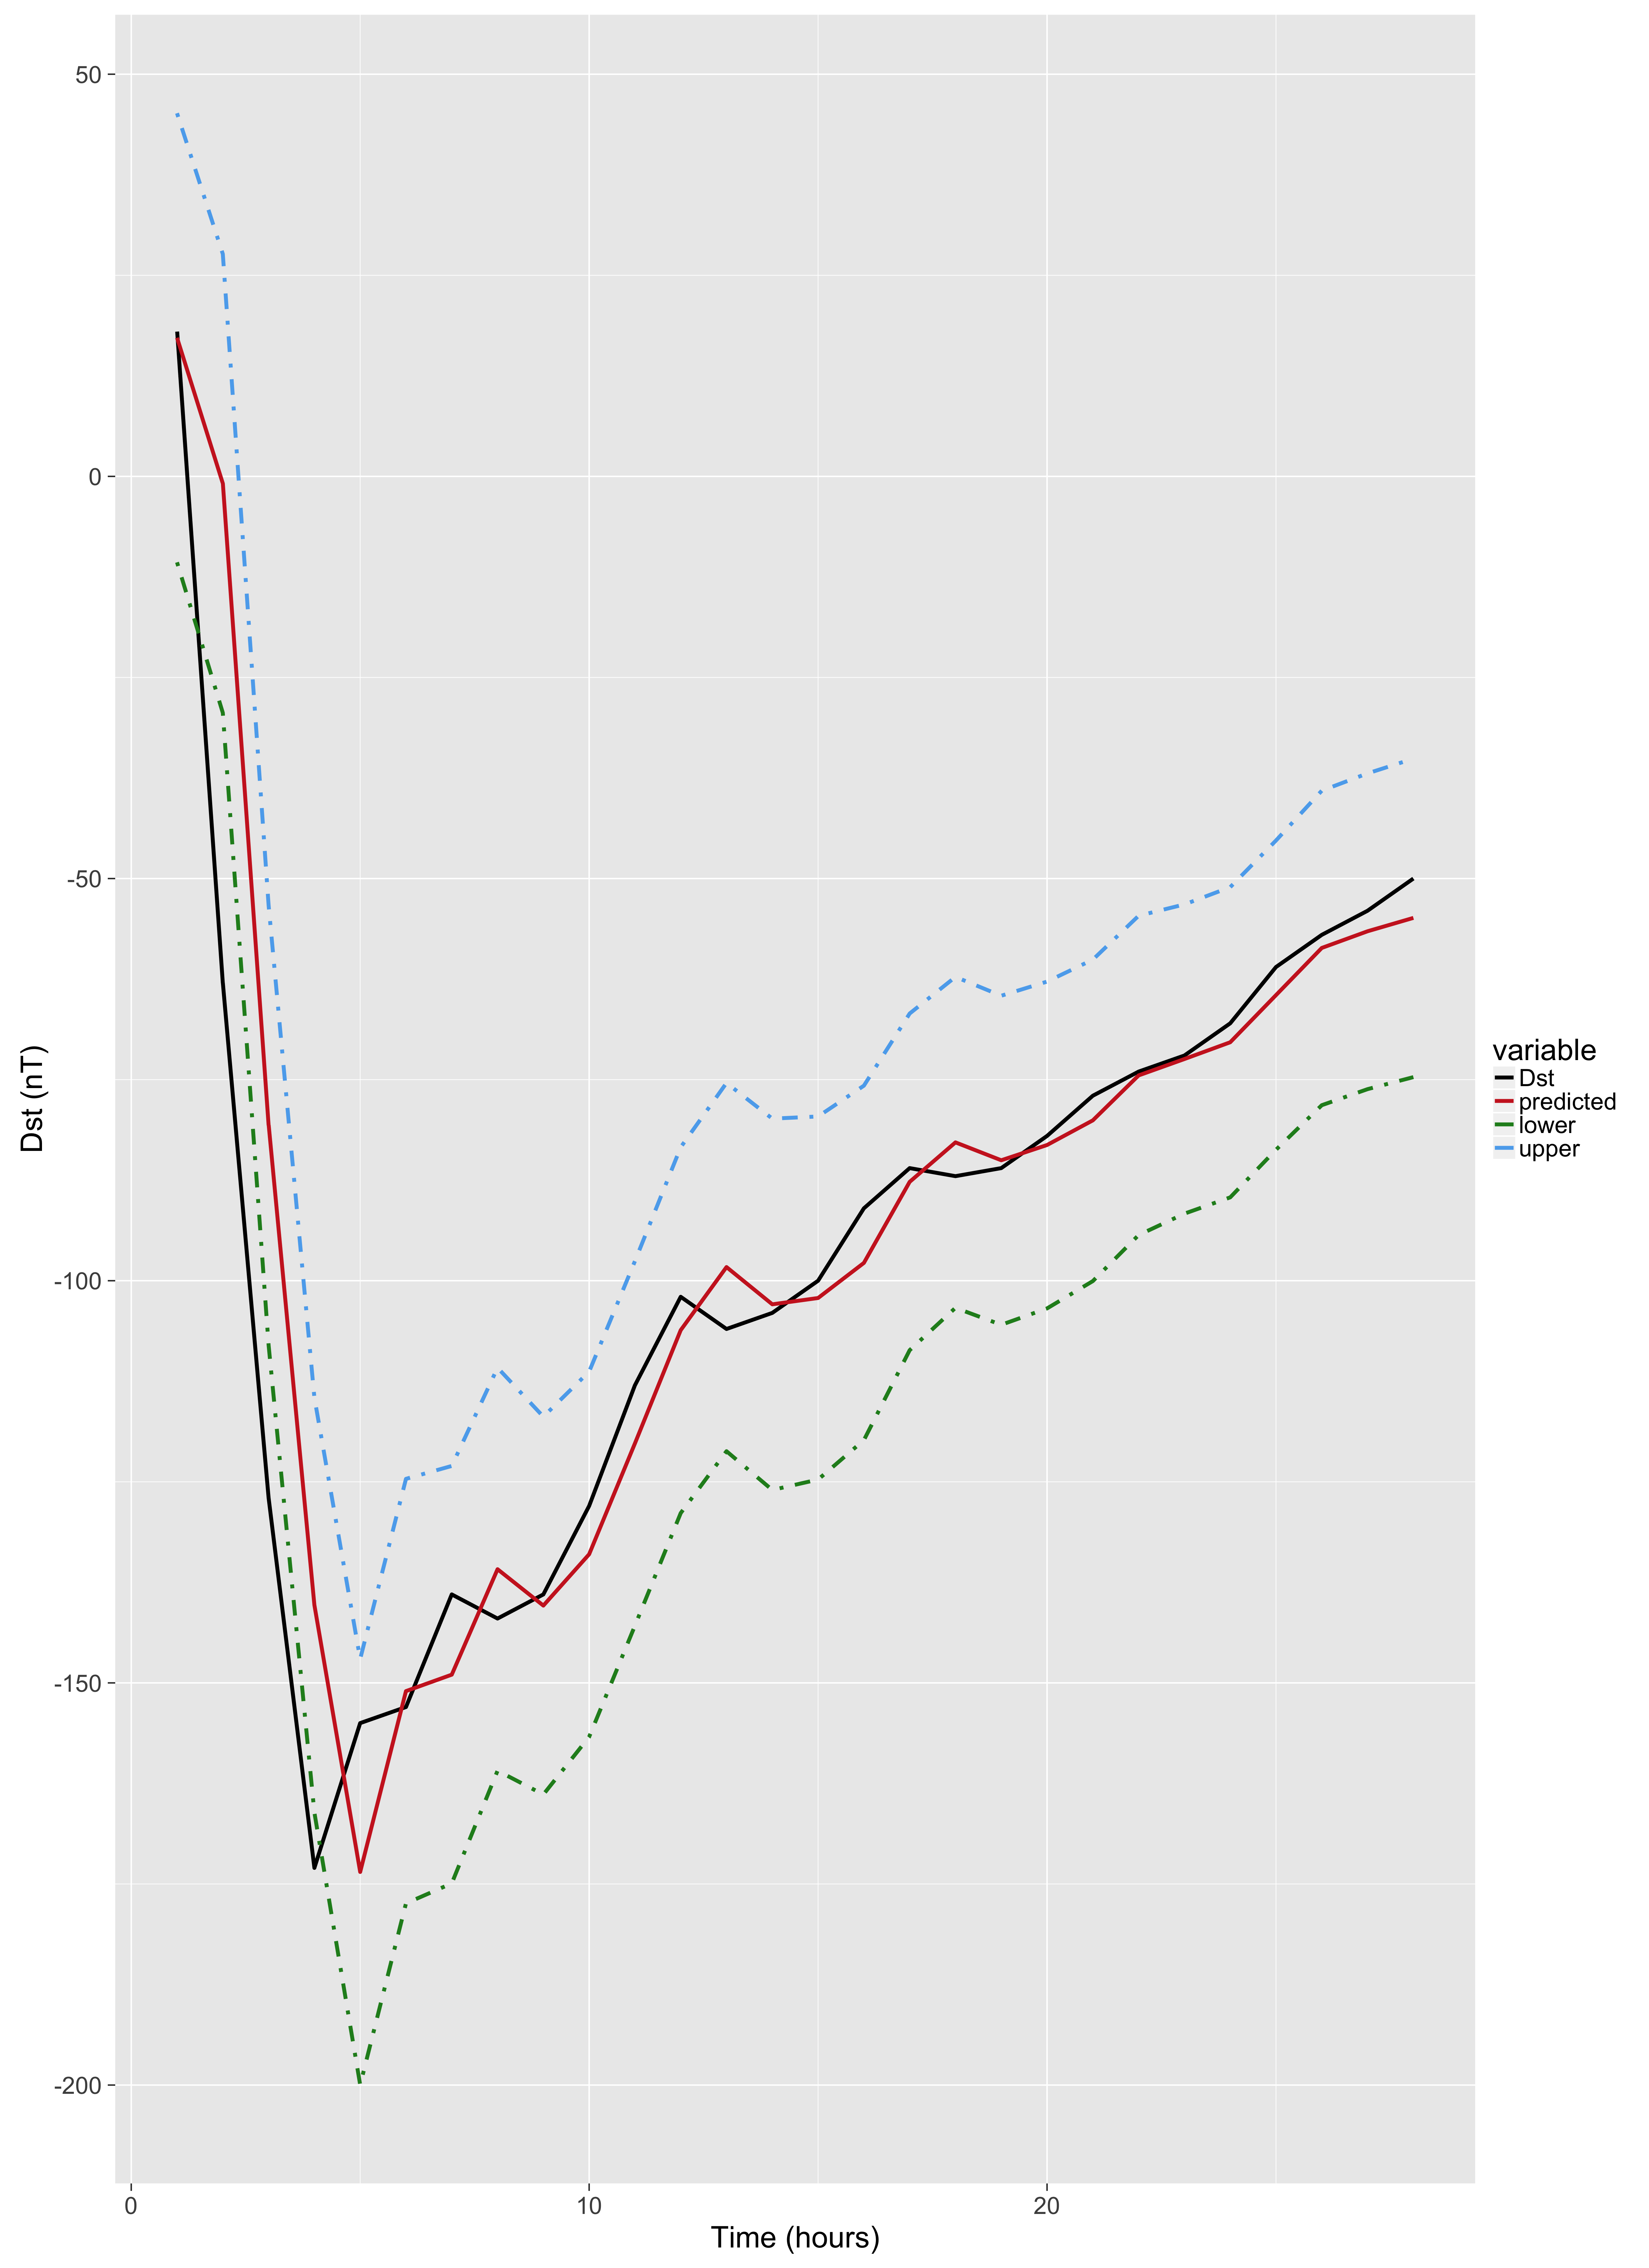 50
0
-50
-100
-150
-200
Dst (nT)
0
10
20
Time (hours)
variable
Dst
predicted
lower
upper